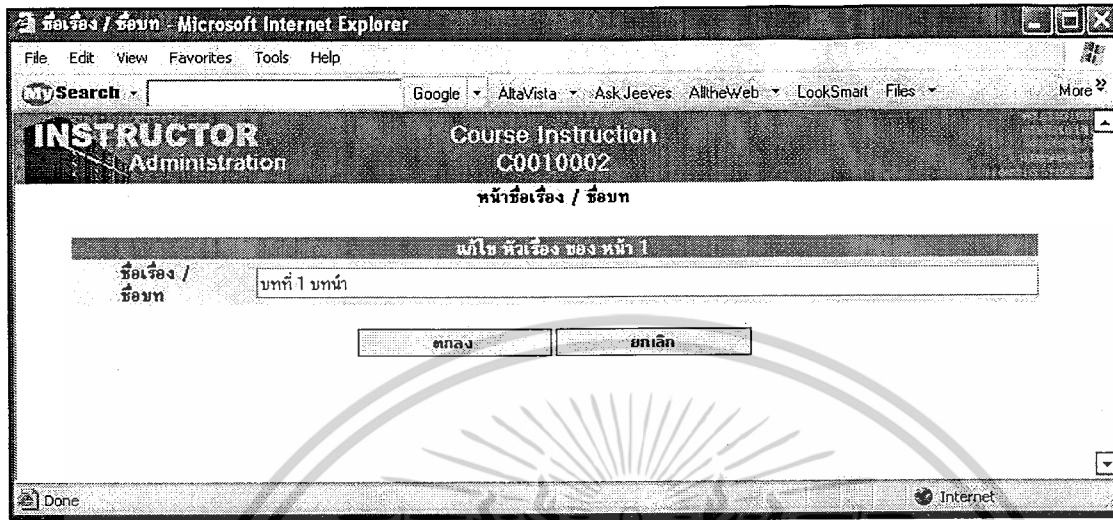 ชื่อเรื่อง / ชื่อบท - Microsoft Internet Explorer
File Edit View Favorites Tools Help
My Search Google AltaVista Ask Jeeves AlltheWeb LookSmart Files More
INSTRUCTOR Course Instruction
Administration C0010002
หน้าชื่อเรื่อง / ชื่อบท
แก้ไข หัวเรื่อง ของ หน้า 1
ชื่อเรื่อง /
ชื่อบท
บทที่ 1 บทนำ
ตกลง ยกเลิก
Done Internet